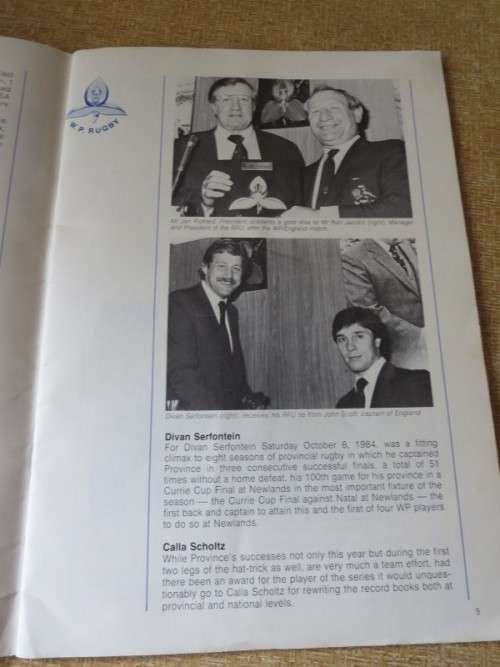 W.P. RUGBY
Mr Jan Pickard, President, presents a gold disa to Mr Ron Jacobs (right), Manager
and President of the RFU, after the WP/England match.
Divan Serfontein (right) receives his RFU tie from John Scott, captain of England
Divan Serfontein
For Divan Serfontein Saturday October 6, 1984, was a fitting
climax to eight seasons of provincial rugby in which he captained
Province in three consecutive successful finals, a total of 51
times without a home defeat, his 100th game for his province in a
Currie Cup Final at Newlands in the most important fixture of the
season — the Currie Cup Final against Natal at Newlands — the
first back and captain to attain this and the first of four WP players
to do so at Newlands.
Calla Scholtz
While Province's successes not only this year but during the first
two legs of the hat-trick as well, are very much a team effort, had
there been an award for the player of the series it would unques-
tionably go to Calla Scholtz for rewriting the record books both at
provincial and national levels.
5